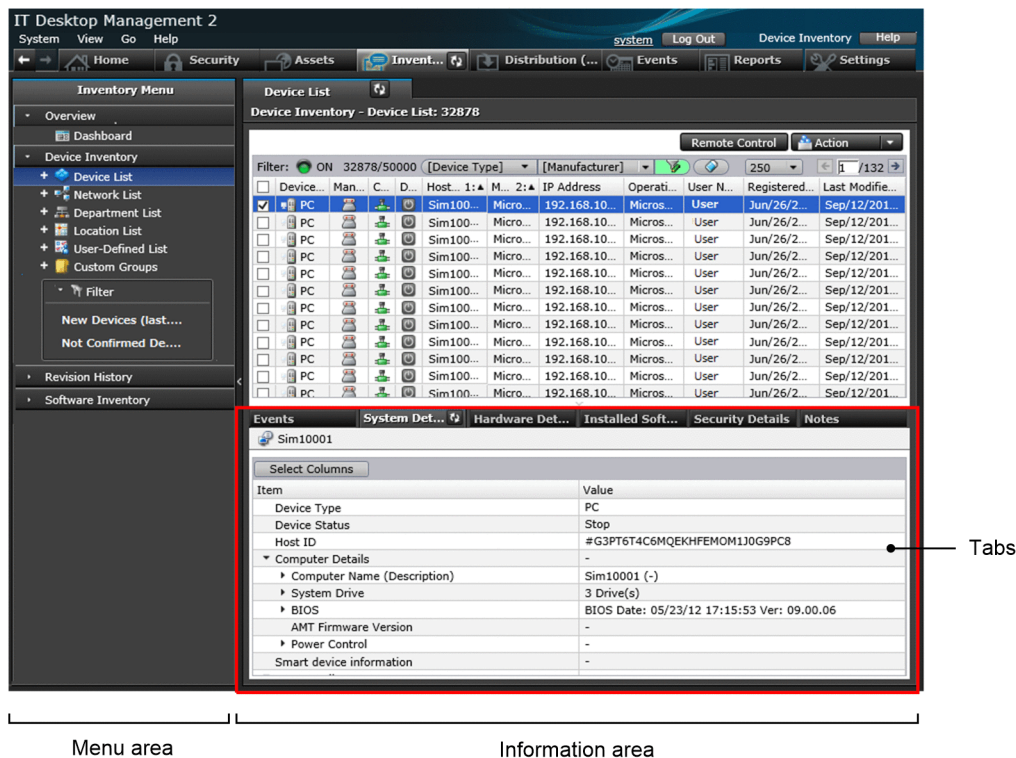 IT Desktop Management 2
System View Go Help
system Log Out Device Inventory Help
Home Security Assets Invent... Distribution (... Events Reports Settings
Inventory Menu
Overview
Dashboard
Device Inventory
Device List
Network List
Department List
Location List
User-Defined List
Custom Groups
Filter
New Devices (last....
Not Confirmed De....
Revision History
Software Inventory
Device List
Device Inventory - Device List: 32878
Remote Control Action
Filter: ON 32878/50000 [Device Type] [Manufacturer] 250 1 /132
Device... Man... C... D... Host... 1: M... 2: IP Address Operati... User N... Registered... Last Modifie...
PC Sim100... Micro... 192.168.10... Micros... User Jun/26/2... Sep/12/201...
PC Sim100... Micro... 192.168.10... Micros... User Jun/26/2... Sep/12/201...
PC Sim100... Micro... 192.168.10... Micros... User Jun/26/2... Sep/12/201...
PC Sim100... Micro... 192.168.10... Micros... User Jun/26/2... Sep/12/201...
PC Sim100... Micro... 192.168.10... Micros... User Jun/26/2... Sep/12/201...
PC Sim100... Micro... 192.168.10... Micros... User Jun/26/2... Sep/12/201...
PC Sim100... Micro... 192.168.10... Micros... User Jun/26/2... Sep/12/201...
PC Sim100... Micro... 192.168.10... Micros... User Jun/26/2... Sep/12/201...
PC Sim100... Micro... 192.168.10... Micros... User Jun/26/2... Sep/12/201...
PC Sim100... Micro... 192.168.10... Micros... User Jun/26/2... Sep/12/201...
PC Sim100... Micro... 192.168.10... Micros... User Jun/26/2... Sep/12/201...
PC Sim100... Micro... 192.168.10... Micros... User Jun/26/2... Sep/12/201...
Events System Det... Hardware Det... Installed Soft... Security Details Notes
Sim10001
Select Columns
Item Value
Device Type PC
Device Status Stop
Host ID #G3PT6T4C6MQEKHFEMOM1J0G9PC8
Computer Details -
Computer Name (Description) Sim10001 (-)
System Drive 3 Drive(s)
BIOS BIOS Date: 05/23/12 17:15:53 Ver: 09.00.06
AMT Firmware Version -
Power Control -
Smart device information -
Tabs
Menu area
Information area